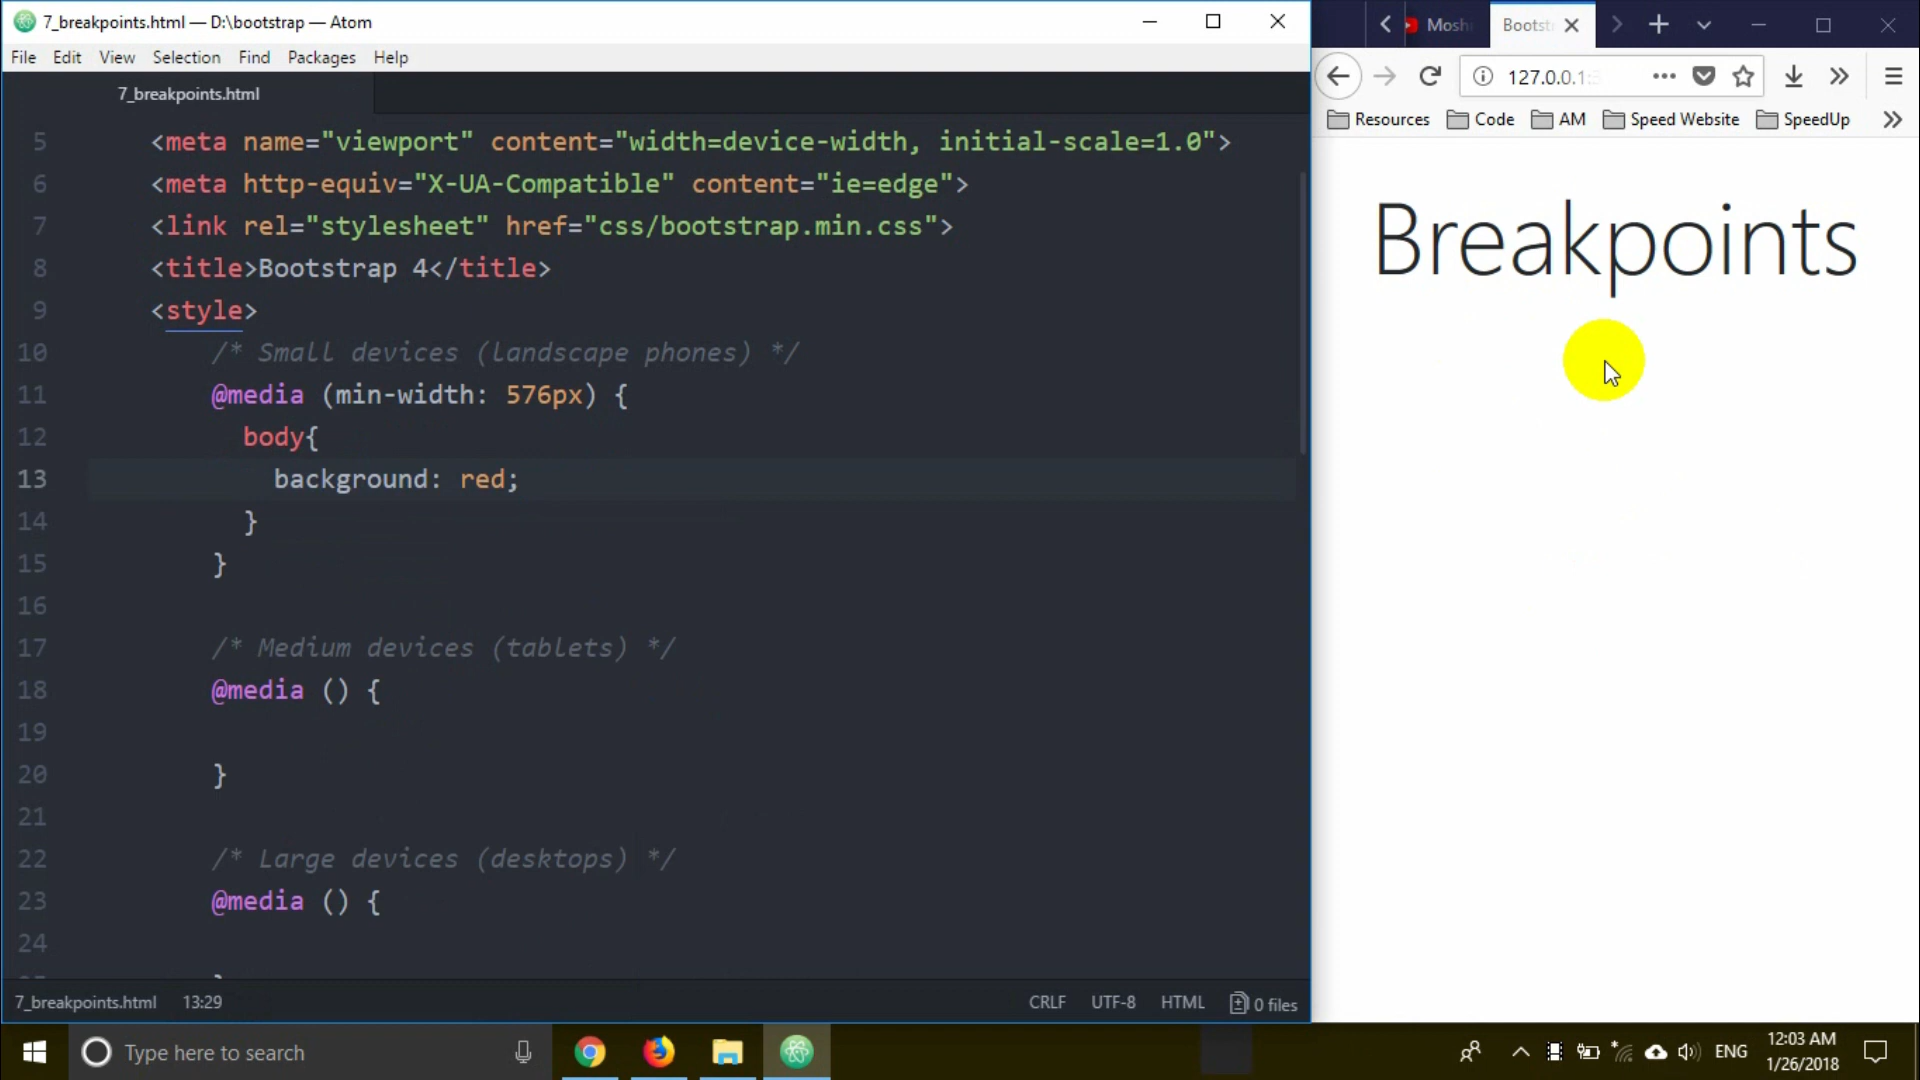 7_breakpoints.html — D:\bootstrap — Atom
File Edit View Selection Find Packages Help
7_breakpoints.html
5 <meta name="viewport" content="width=device-width, initial-scale=1.0">
6 <meta http-equiv="X-UA-Compatible" content="ie=edge">
7 <link rel="stylesheet" href="css/bootstrap.min.css">
8 <title>Bootstrap 4</title>
9 <style>
10 /* Small devices (landscape phones) */
11 @media (min-width: 576px) {
12 body{
13 background: red;
14 }
15 }
16
17 /* Medium devices (tablets) */
18 @media () {
19
20 }
21
22 /* Large devices (desktops) */
23 @media () {
24
7_breakpoints.html 13:29 CRLF UTF-8 HTML 0 files
Mosh Bootst
127.0.0.1:
Resources Code AM Speed Website SpeedUp
Breakpoints
Type here to search
ENG
12:03 AM
1/26/2018